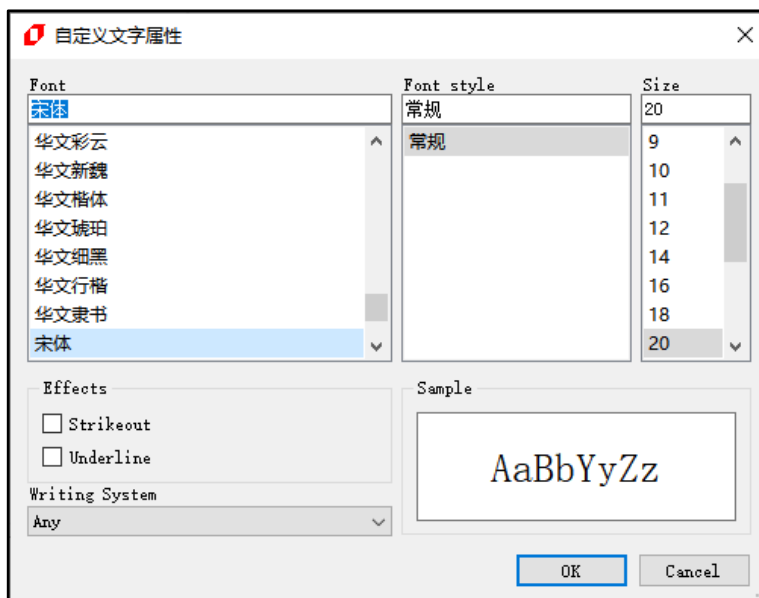 自定义文字属性
Font
宋体
华文彩云
华文新魏
华文楷体
华文琥珀
华文细黑
华文行楷
华文隶书
宋体
Font style
常规
常规
Size
20
9
10
11
12
14
16
18
20
Effects
Strikeout
Underline
Writing System
Any
Sample
AaBbYyZz
OK
Cancel